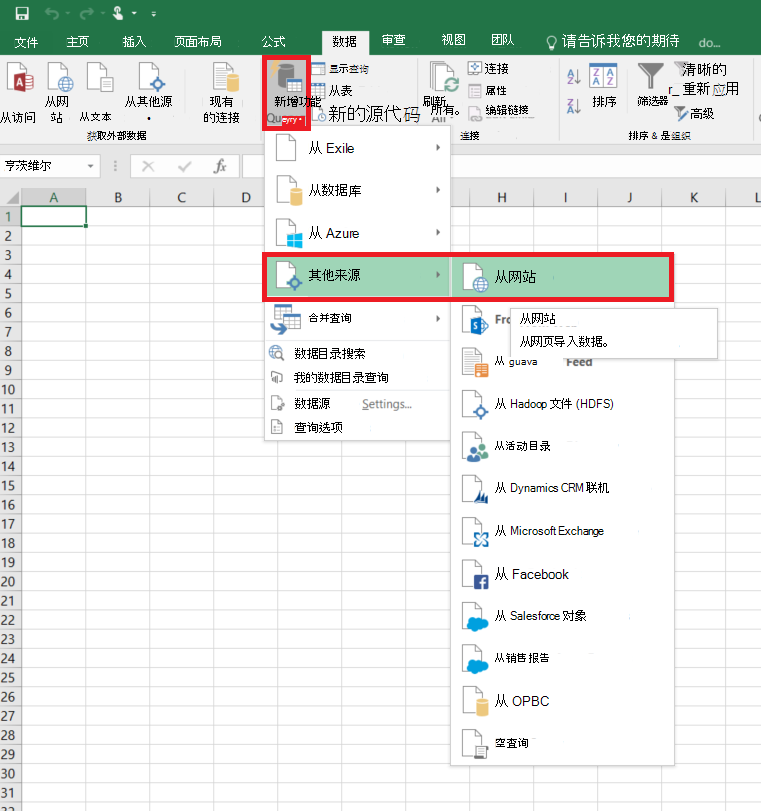 文件 主页 插入 页面布局 公式 数据 审查 视图 团队 请告诉我您的期待 do...
从访问
从网站
从文本
从其他源
现有的连接
获取外部数据
新增功能
Query
显示查询
从表
新的源代码
刷新
所有。
All
连接
属性
编辑链接
连接
A Z
Z A
Z A
A Z
排序
筛选器
清晰的
重新 应用
高级
排序 & 是组织
亨茨维尔
fx
A B C D H I J K L
1
2
3
4
5
6
7
8
9
10
11
12
13
14
15
16
17
18
19
20
21
22
23
24
25
26
27
28
29
30
31
从 Exile
从数据库
从 Azure
其他来源
合并查询
数据目录搜索
我的数据目录查询
数据源 Settings...
查询选项
从网站
Fro
从网站
从网页导入数据。
从 guava Feed
从 Hadoop 文件 (HDFS)
从活动目录
从 Dynamics CRM 联机
从 Microsoft Exchange
从 Facebook
从 Salesforce 对象
从销售报告
从 OPBC
空查询